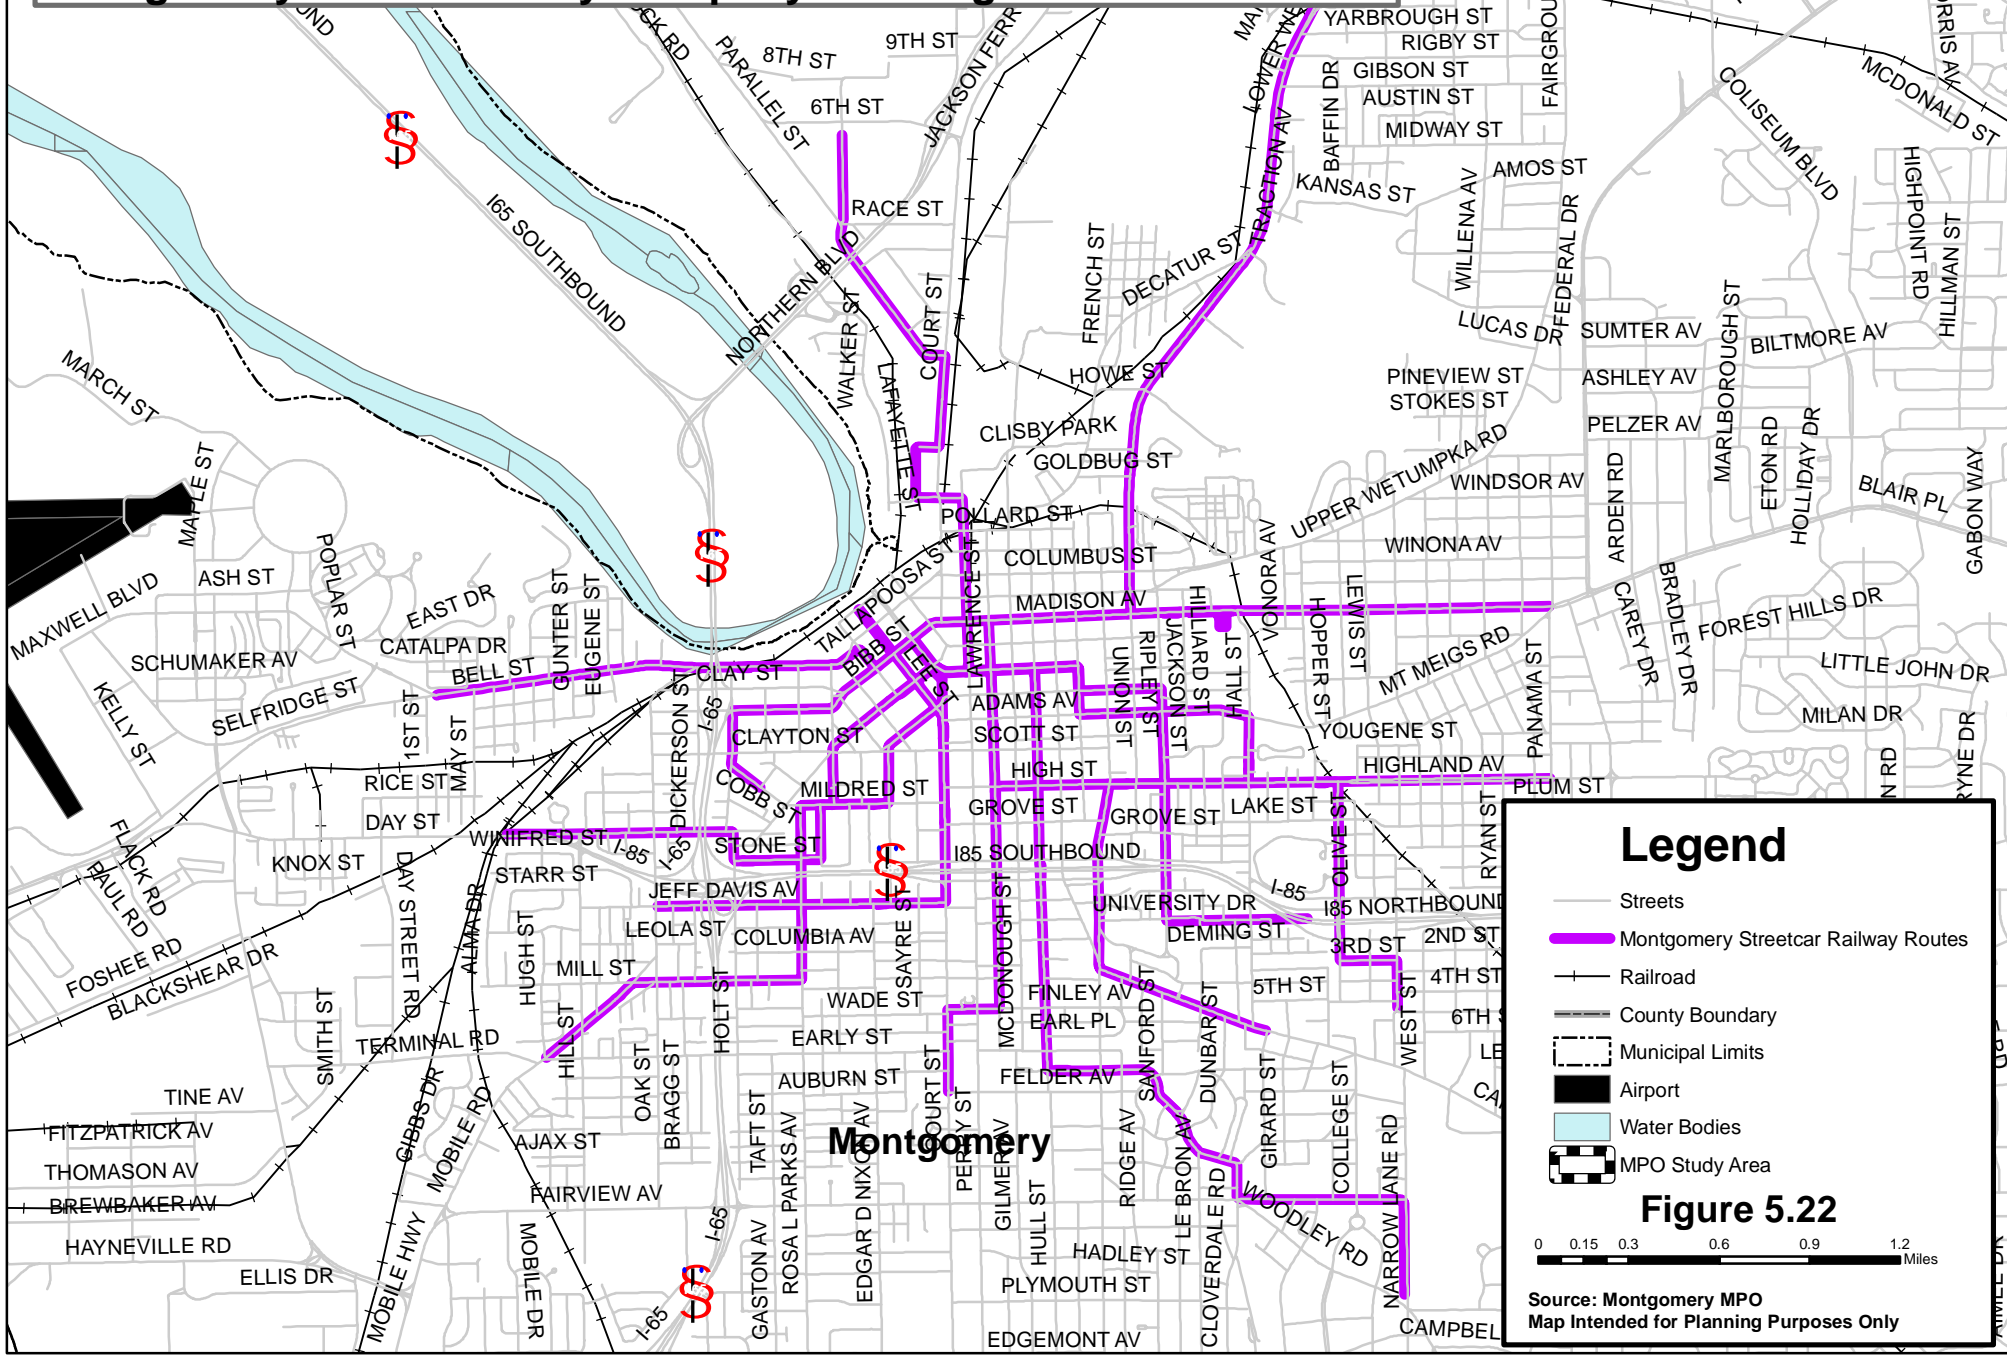 YARBROUGH ST
RIGBY ST
GIBSON ST
AUSTIN ST
MIDWAY ST
AMOS ST
KANSAS ST
BAFFIN DR
WILLENA AV
FEDERAL DR
COLISEUM BLVD
MCDONALD ST
HIGHPOINT RD
HILLMAN ST
PARALLEL ST
8TH ST
9TH ST
6TH ST
RACE ST
TRACTION AV
I65 SOUTHBOUND
NORTHERN BLVD
WALKER ST
COURT ST
LAFAYETTE ST
FRENCH ST
DECATUR ST
HOWE ST
CLISBY PARK
GOLDBUG ST
POLLARD ST
COLUMBUS ST
LUCAS DR
SUMTER AV
BILTMORE AV
PINEVIEW ST
STOKES ST
ASHLEY AV
PELZER AV
MARLBOROUGH ST
ETON RD
HOLLIDAY DR
BLAIR PL
GABON WAY
UPPER WETUMPKA RD
WINDSOR AV
WINONA AV
ARDEN RD
MARCH ST
MAPLE ST
POPLAR ST
ASH ST
MAXWELL BLVD
EAST DR
CATALPA DR
SCHUMAKER AV
BELL ST
GUNTER ST
EUGENE ST
SELFRIDGE ST
KELLY ST
1ST ST
MAY ST
CLAY ST
TALLAPOOSA ST
BIBB ST
LEE ST
LAWRENCE ST
MADISON AV
UNION ST
RIPLEY ST
JACKSON ST
HILLIARD ST
HALL ST
VONORA AV
HOPPER ST
LEWIS ST
MT MEIGS RD
PANAMA ST
CAREY DR
BRADLEY DR
FOREST HILLS DR
LITTLE JOHN DR
MILAN DR
ADAMS AV
SCOTT ST
YOUGENE ST
HIGH ST
HIGHLAND AV
PLUM ST
I-65
CLAYTON ST
DICKERSON ST
COBB ST
MILDRED ST
GROVE ST
GROVE ST
LAKE ST
OLIVE ST
RYAN ST
RICE ST
DAY ST
WINIFRED ST
I-85
I-65
STONE ST
I85 SOUTHBOUND
KNOX ST
STARR ST
JEFF DAVIS AV
UNIVERSITY DR
I-85
I85 NORTHBOUND
FLACK RD
PAUL RD
DAY STREET RD
ALMA DR
HUGH ST
LEOLA ST
COLUMBIA AV
SAYRE ST
MCDONOUGH ST
DEMING ST
3RD ST
2ND ST
FOSHEE RD
BLACKSHEAR DR
MILL ST
HOLT ST
WADE ST
FINLEY AV
EARL PL
5TH ST
4TH ST
6TH
WEST ST
SMITH ST
TERMINAL RD
HILL ST
EARLY ST
SANFORD ST
DUNBAR ST
OAK ST
BRAGG ST
AUBURN ST
COURT ST
PERRY ST
FELDER AV
GIRARD ST
COLLEGE ST
TINE AV
FITZPATRICK AV
THOMASON AV
BREWBAKER AV
GIBBS DR
MOBILE RD
AJAX ST
TAFT ST
ROSA L PARKS AV
EDGAR D NIXON AV
Montgomery
GILMER AV
RIDGE AV
LE BRON AV
NARROW LANE RD
FAIRVIEW AV
HAYNEVILLE RD
ELLIS DR
MOBILE HWY
MOBILE DR
I-65
I-65
GASTON AV
HULL ST
HADLEY ST
PLYMOUTH ST
EDGEMONT AV
CLOVERDALE RD
WOODLEY RD
Legend
Streets
Montgomery Streetcar Railway Routes
Railroad
County Boundary
Municipal Limits
Airport
Water Bodies
MPO Study Area
Figure 5.22
0 0.15 0.3 0.6 0.9 1.2
Miles
Source: Montgomery MPO
Map Intended for Planning Purposes Only